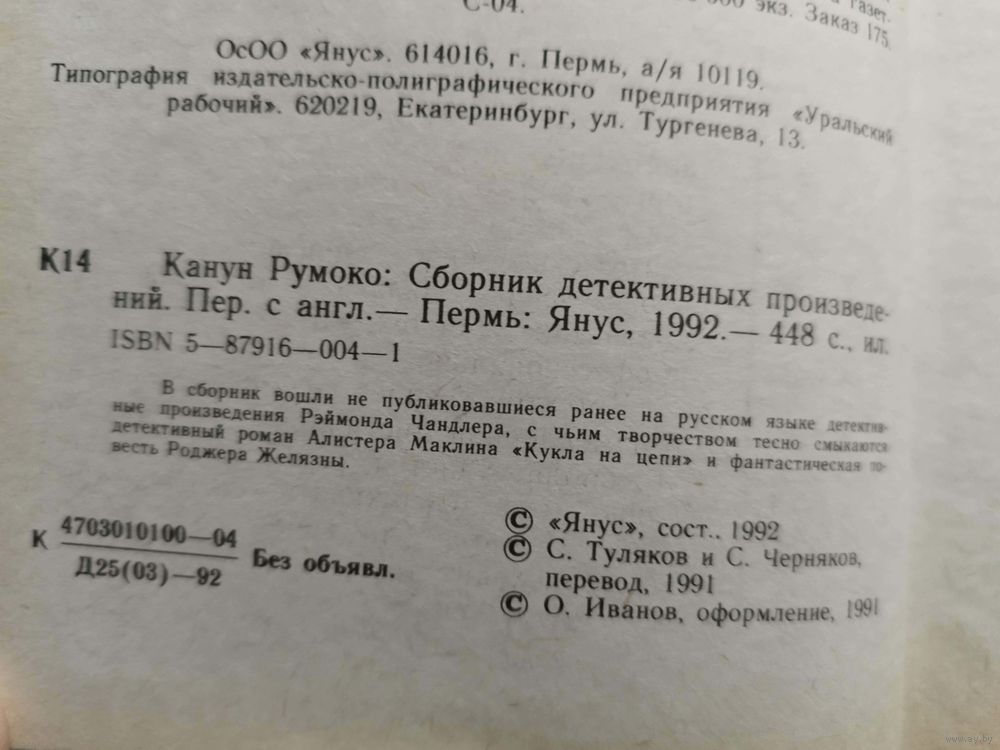 газет.
С-04.
экз. Заказ 175.
ОсОО «Янус». 614016, г. Пермь, а/я 10119.
Типография издательско-полиграфического предприятия «Уральский
рабочий». 620219, Екатеринбург, ул. Тургенева, 13.
К14 Канун Румоко: Сборник детективных произведе-
ний. Пер. с англ.— Пермь: Янус, 1992.— 448 с., ил.
ISBN 5—87916—004—1
В сборник вошли не публиковавшиеся ранее на русском языке детектив-
ные произведения Рэймонда Чандлера, с чьим творчеством тесно смыкаются
детективный роман Алистера Маклина «Кукла на цепи» и фантастическая по-
весть Роджера Желязны.
К 4703010100—04
Д25(03)—92
Без объявл.
© «Янус», сост., 1992
© С. Туляков и С. Черняков,
перевод, 1991
© О. Иванов, оформление, 1991
www.ay.by